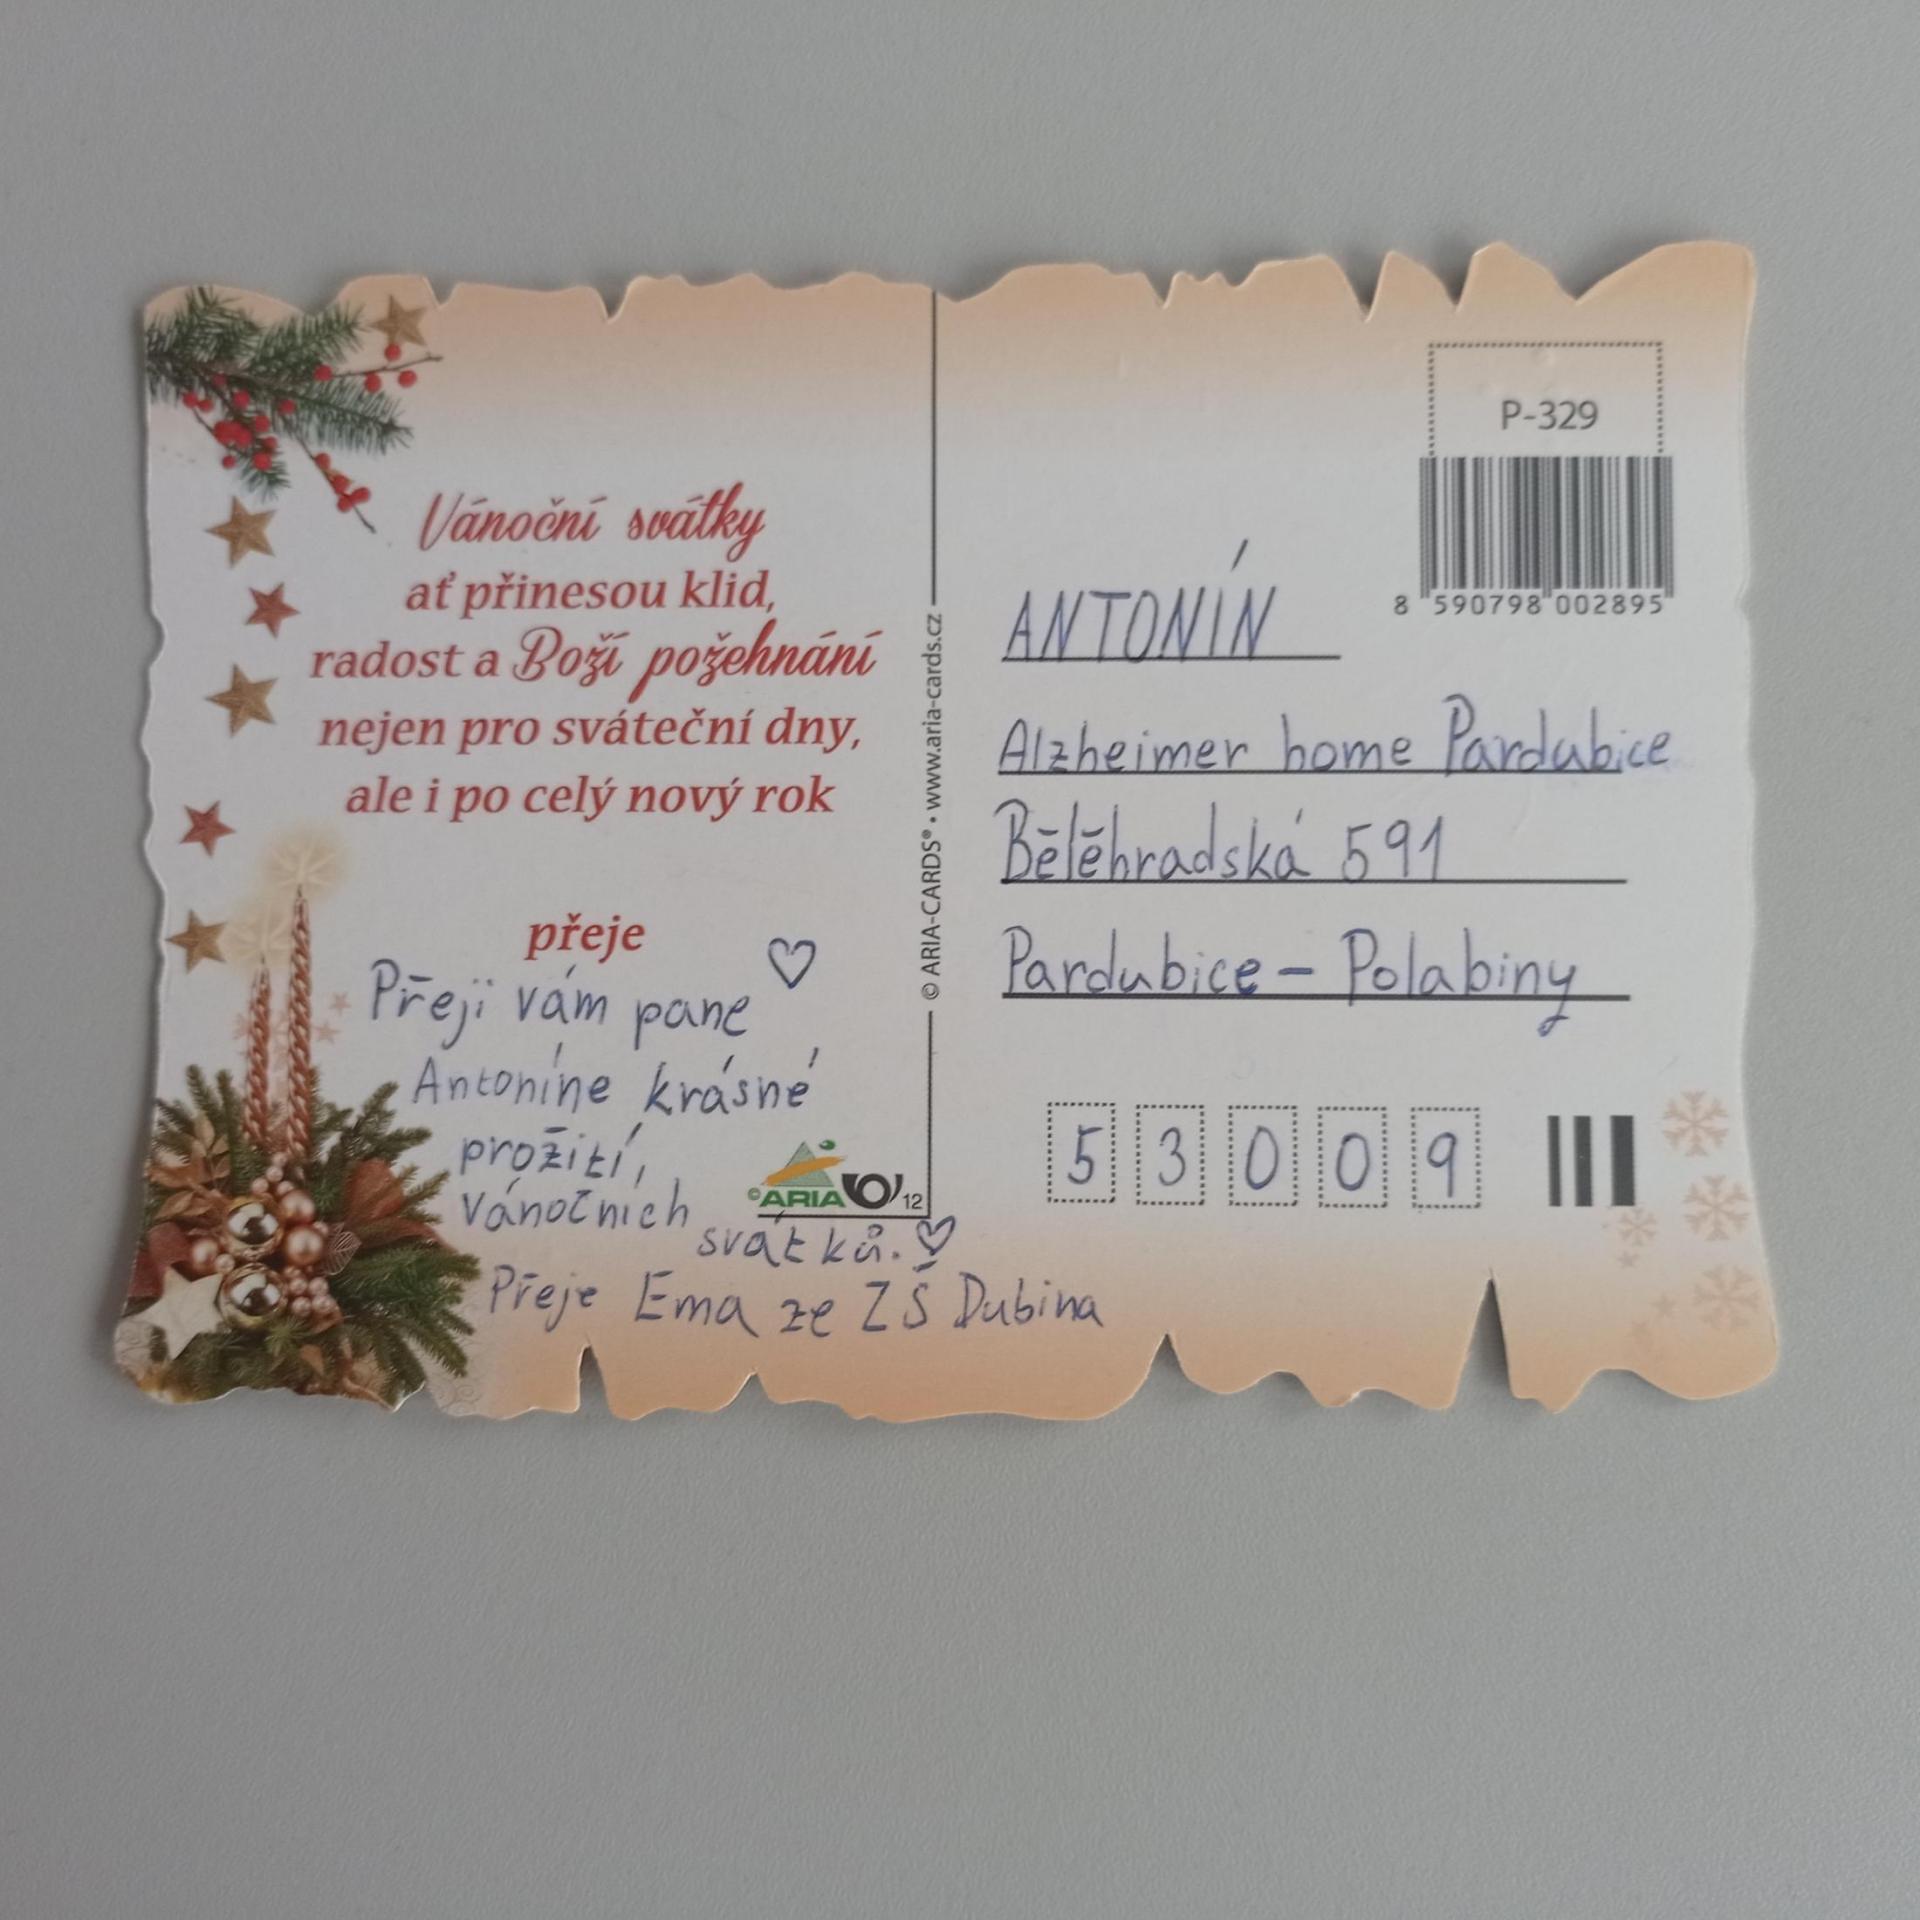 Vánoční svátky
ať přinesou klid,
radost a Boží požehnání
nejen pro sváteční dny,
ale i po celý nový rok
přeje
Přeji vám pane
Antoníne krásné
prožití,
Vánočních
svátků.
Přeje Ema ze ZŠ Dubina
©ARIA 12
© ARIA-CARDS® • www.aria-cards.cz
P-329
8 590798 002895
ANTONÍN
Alzheimer home Pardubice
Bělěhradská 591
Pardubice - Polabiny
5 3 0 0 9